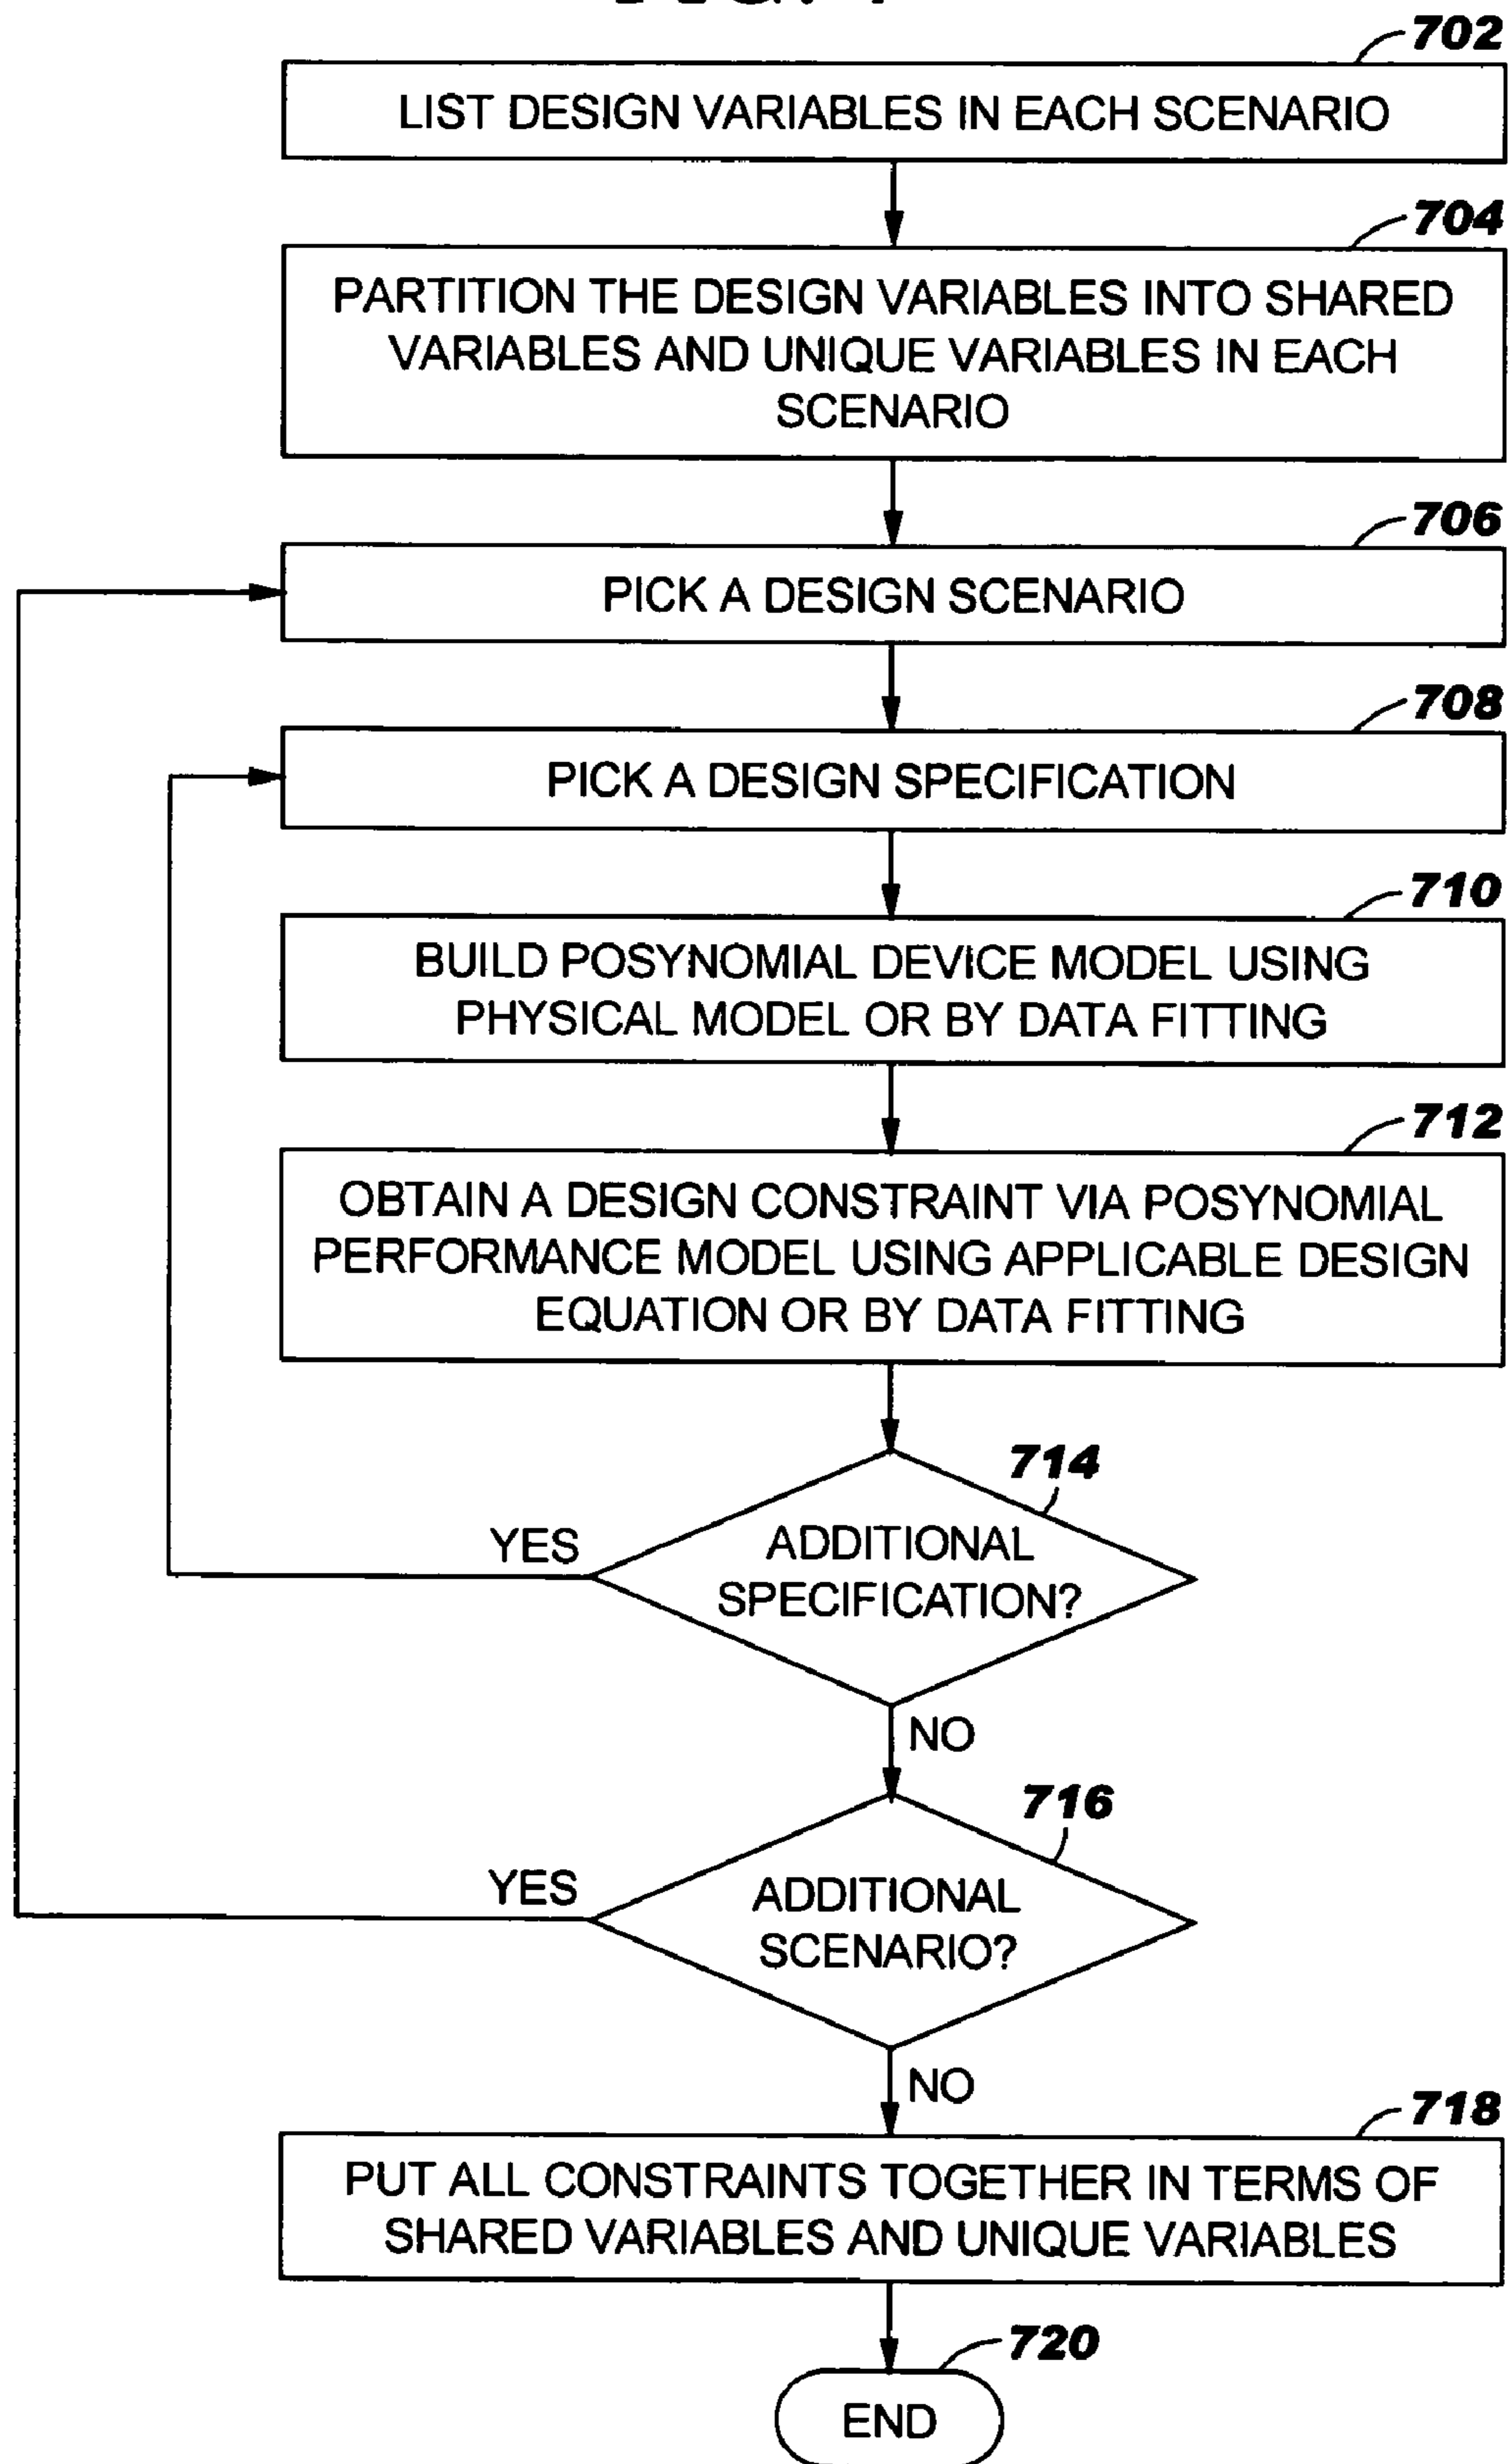 702
LIST DESIGN VARIABLES IN EACH SCENARIO
704
PARTITION THE DESIGN VARIABLES INTO SHARED
VARIABLES AND UNIQUE VARIABLES IN EACH
SCENARIO
706
PICK A DESIGN SCENARIO
708
PICK A DESIGN SPECIFICATION
710
BUILD POSYNOMIAL DEVICE MODEL USING
PHYSICAL MODEL OR BY DATA FITTING
712
OBTAIN A DESIGN CONSTRAINT VIA POSYNOMIAL
PERFORMANCE MODEL USING APPLICABLE DESIGN
EQUATION OR BY DATA FITTING
714
YES
ADDITIONAL
SPECIFICATION?
NO
716
YES
ADDITIONAL
SCENARIO?
NO
718
PUT ALL CONSTRAINTS TOGETHER IN TERMS OF
SHARED VARIABLES AND UNIQUE VARIABLES
720
END